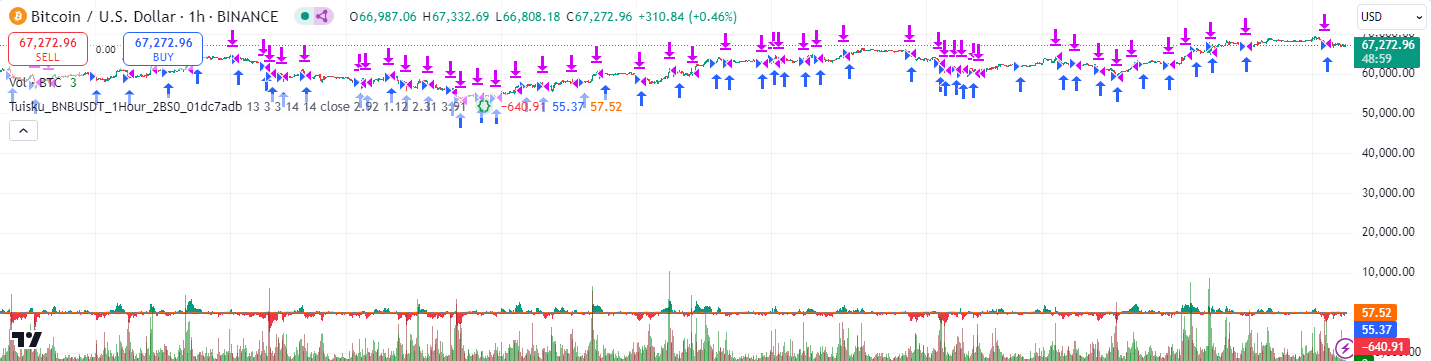 Bitcoin / U.S. Dollar · 1h · BINANCE O66,987.06 H67,332.69 L66,808.18 C67,272.96 +310.84 (+0.46%)
USD
67,272.96
SELL
0.00
67,272.96
BUY
67,272.96
48:59
60,000.00
Vol · BTC 3
Tuisku_BNBUSDT_1Hour_2BS0_01dc7adb 13 3 3 14 14 close 2.92 1.12 2.31 3.91 −640.91 55.37 57.52
50,000.00
40,000.00
30,000.00
20,000.00
10,000.00
57.52
55.37
−640.91